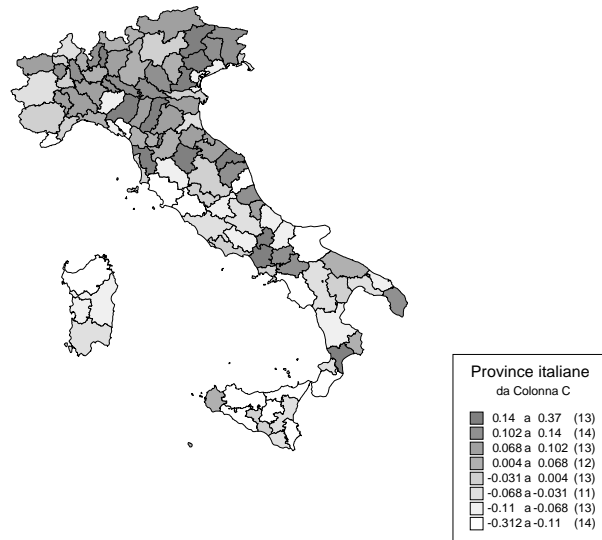 Province italiane
da Colonna C
0.14 a 0.37 (13)
0.102 a 0.14 (14)
0.068 a 0.102 (13)
0.004 a 0.068 (12)
-0.031 a 0.004 (13)
-0.068 a -0.031 (11)
-0.11 a -0.068 (13)
-0.312 a -0.11 (14)